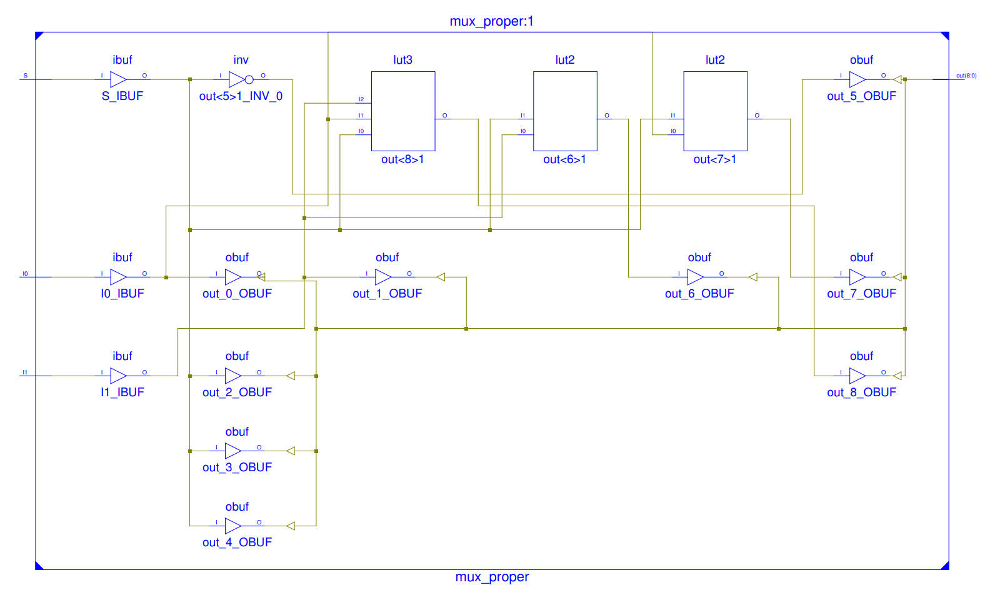 mux_proper:1
ibuf inv lut3 lut2 lut2 obuf
S I O I O I O out(8:0)
S_IBUF out<5>1_INV_0 out_5_OBUF
I2
I1 O I1 O I1 O
I0 I0 I0
out<8>1 out<6>1 out<7>1
ibuf obuf obuf obuf obuf
I0 I O I O I O I O I O
I0_IBUF out_0_OBUF out_1_OBUF out_6_OBUF out_7_OBUF
ibuf obuf obuf
I1 I O I O I O
I1_IBUF out_2_OBUF out_8_OBUF
obuf
I O
out_3_OBUF
obuf
I O
out_4_OBUF
mux_proper